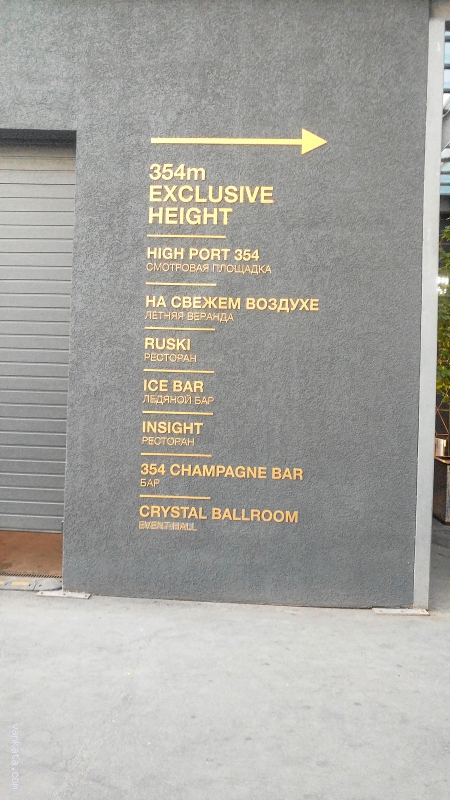 354m
EXCLUSIVE
HEIGHT
HIGH PORT 354
СМОТРОВАЯ ПЛОЩАДКА
НА СВЕЖЕМ ВОЗДУХЕ
ЛЕТНЯЯ ВЕРАНДА
RUSKI
РЕСТОРАН
ICE BAR
ЛЕДЯНОЙ БАР
INSIGHT
РЕСТОРАН
354 CHAMPAGNE BAR
БАР
CRYSTAL BALLROOM
EVENT HALL